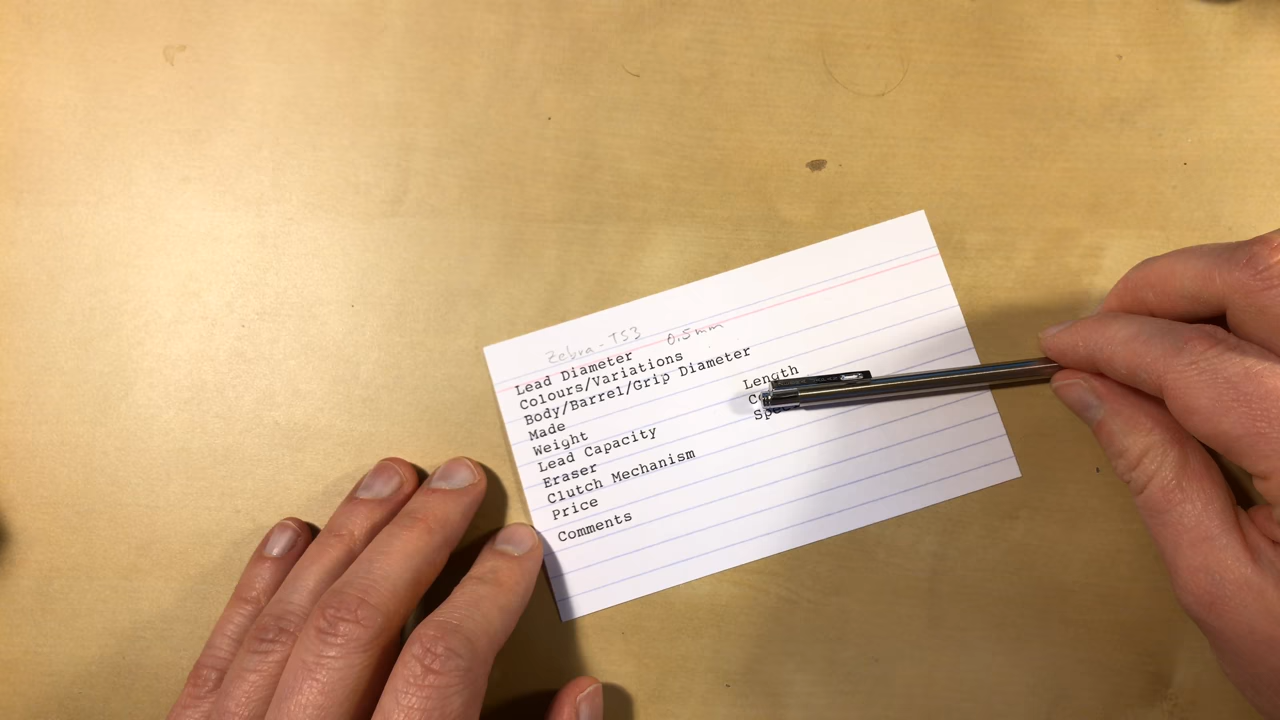 Zebra - TS3
Lead Diameter 0.5mm
Colours/Variations
Body/Barrel/Grip Diameter
Made Length
Weight
Lead Capacity
Eraser
Clutch Mechanism
Price
Comments